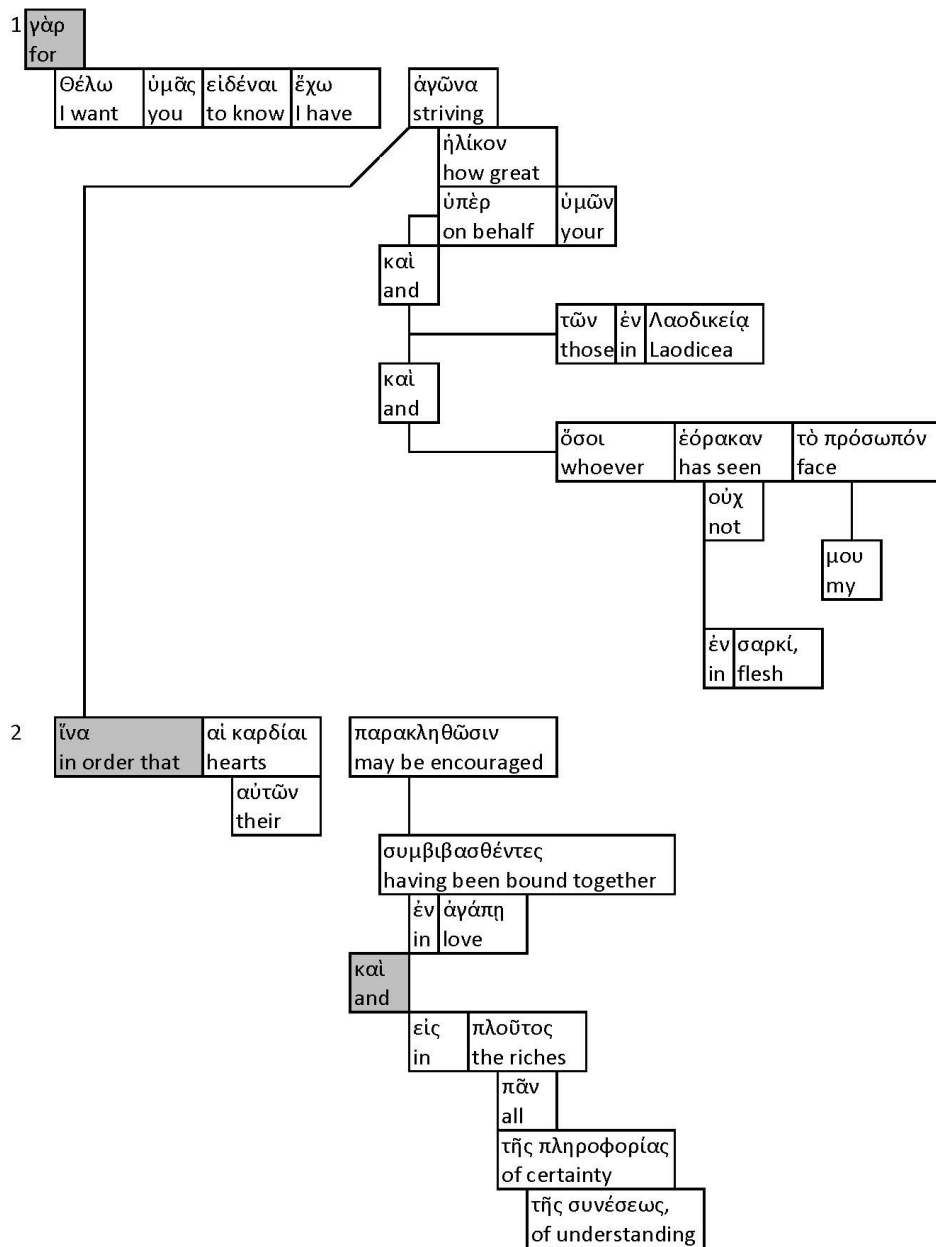 1 γὰρ
for
Θέλω ὑμᾶς εἰδέναι ἔχω ἀγῶνα
I want you to know I have striving
ἡλίκον
how great
ὑπὲρ ὑμῶν
on behalf your
καὶ
and
τῶν ἐν Λαοδικείᾳ
those in Laodicea
καὶ
and
ὅσοι ἑόρακαν τὸ πρόσωπόν
whoever has seen face
οὐχ
not
μου
my
ἐν σαρκί,
in flesh
2 ἵνα αἱ καρδίαι παρακληθῶσιν
in order that hearts may be encouraged
αὐτῶν
their
συμβιβασθέντες
having been bound together
ἐν ἀγάπῃ
in love
καὶ
and
εἰς πλοῦτος
in the riches
πᾶν
all
τῆς πληροφορίας
of certainty
τῆς συνέσεως,
of understanding